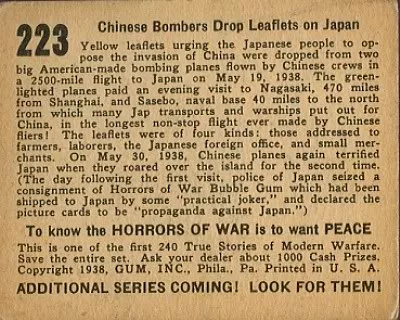 223
Chinese Bombers Drop Leaflets on Japan
Yellow leaflets urging the Japanese people to op-
pose the invasion of China were dropped from two
big American-made bombing planes flown by Chinese crews in
a 2500-mile flight to Japan on May 19, 1938. The green-
lighted planes paid an evening visit to Nagasaki, 470 miles
from Shanghai, and Sasebo, naval base 40 miles to the north
from which many Jap transports and warships put out for
China, in the longest non-stop flight ever made by Chinese
fliers! The leaflets were of four kinds: those addressed to
farmers, laborers, the Japanese foreign office, and small mer-
chants. On May 30, 1938, Chinese planes again terrified
Japan when they roared over the island for the second time.
(The day following the first visit, police of Japan seized a
consignment of Horrors of War Bubble Gum which had been
shipped to Japan by some "practical joker," and declared the
picture cards to be "propaganda against Japan.")
To know the HORRORS OF WAR is to want PEACE
This is one of the first 240 True Stories of Modern Warfare.
Save the entire set. Ask your dealer about 1000 Cash Prizes.
Copyright 1938, GUM, INC., Phila., Pa. Printed in U. S. A.
ADDITIONAL SERIES COMING! LOOK FOR THEM!